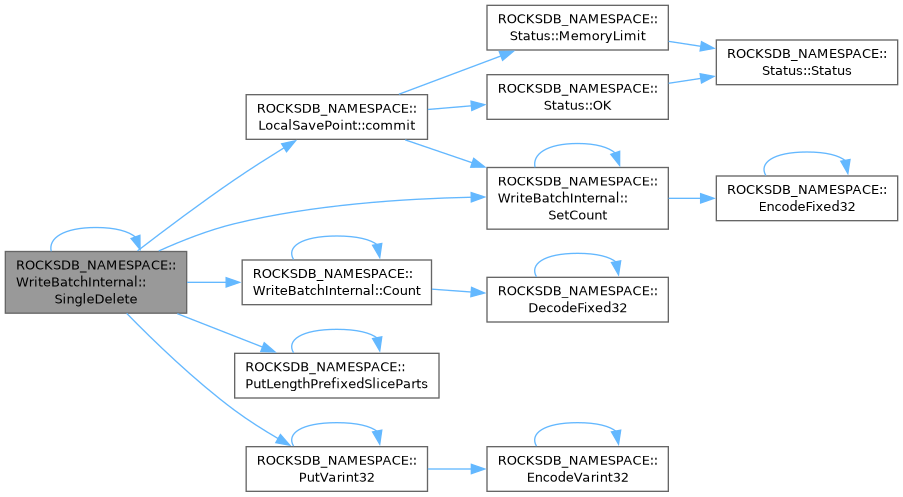 ROCKSDB_NAMESPACE::
WriteBatchInternal::
SingleDelete
ROCKSDB_NAMESPACE::
LocalSavePoint::commit
ROCKSDB_NAMESPACE::
Status::MemoryLimit
ROCKSDB_NAMESPACE::
Status::Status
ROCKSDB_NAMESPACE::
Status::OK
ROCKSDB_NAMESPACE::
WriteBatchInternal::
SetCount
ROCKSDB_NAMESPACE::
EncodeFixed32
ROCKSDB_NAMESPACE::
WriteBatchInternal::Count
ROCKSDB_NAMESPACE::
DecodeFixed32
ROCKSDB_NAMESPACE::
PutLengthPrefixedSliceParts
ROCKSDB_NAMESPACE::
PutVarint32
ROCKSDB_NAMESPACE::
EncodeVarint32